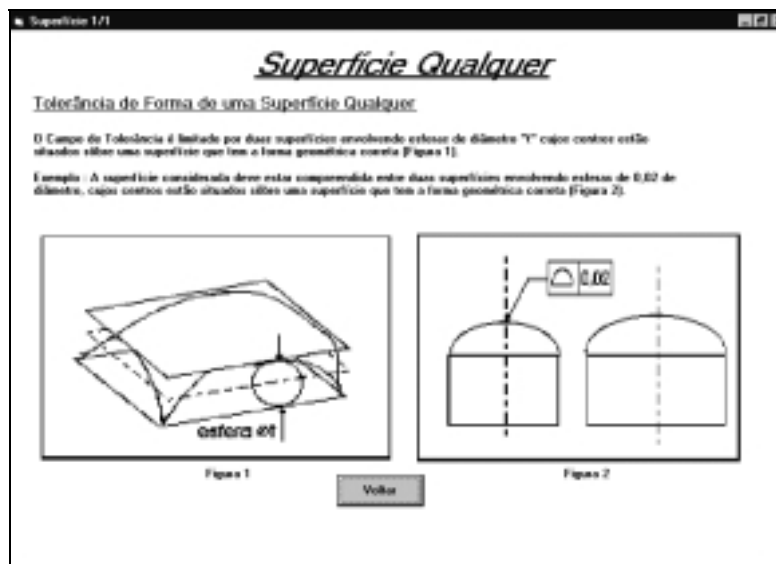 Superfície 1/1
Superfície Qualquer
Tolerância de Forma de uma Superfície Qualquer
O Campo de Tolerância é limitado por duas superfícies envolvendo esferas de diâmetro "t" cujos centros estão
situados sôbre uma superfície que tem a forma geométrica correta (Figura 1).
Exemplo : A superfície considerada deve estar compreendida entre duas superfícies envolvendo esferas de 0,02 de
diâmetro, cujos centros estão situados sôbre uma superfície que tem a forma geométrica correta (Figura 2).
0,02
esfera øt
Figura 1
Figura 2
Voltar